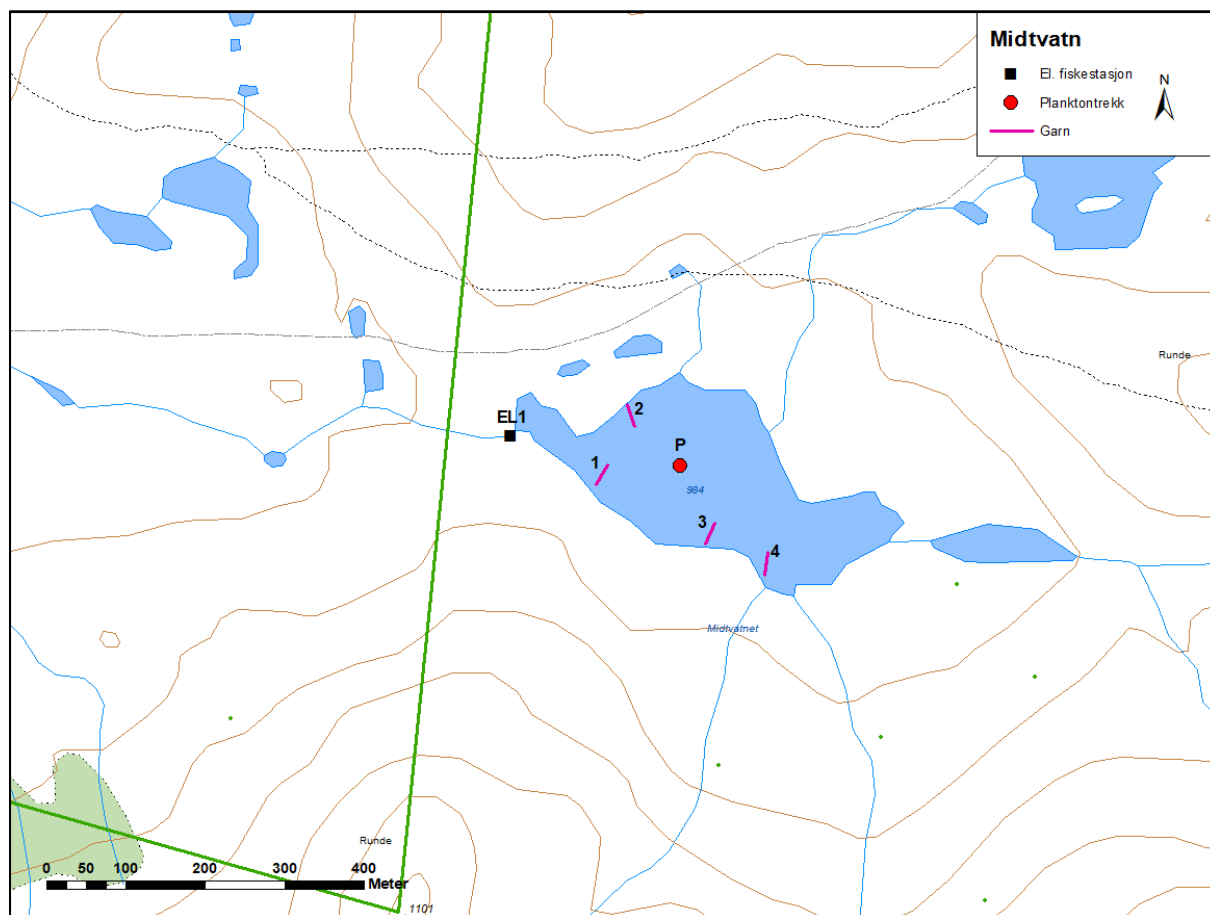 Midtvatn
N
El. fiskestasjon
Planktontrekk
Garn
Runde
EL1
2
P
1
984
3
4
Midtvatnet
Runde
0 50 100 200 300 400
Meter
1101